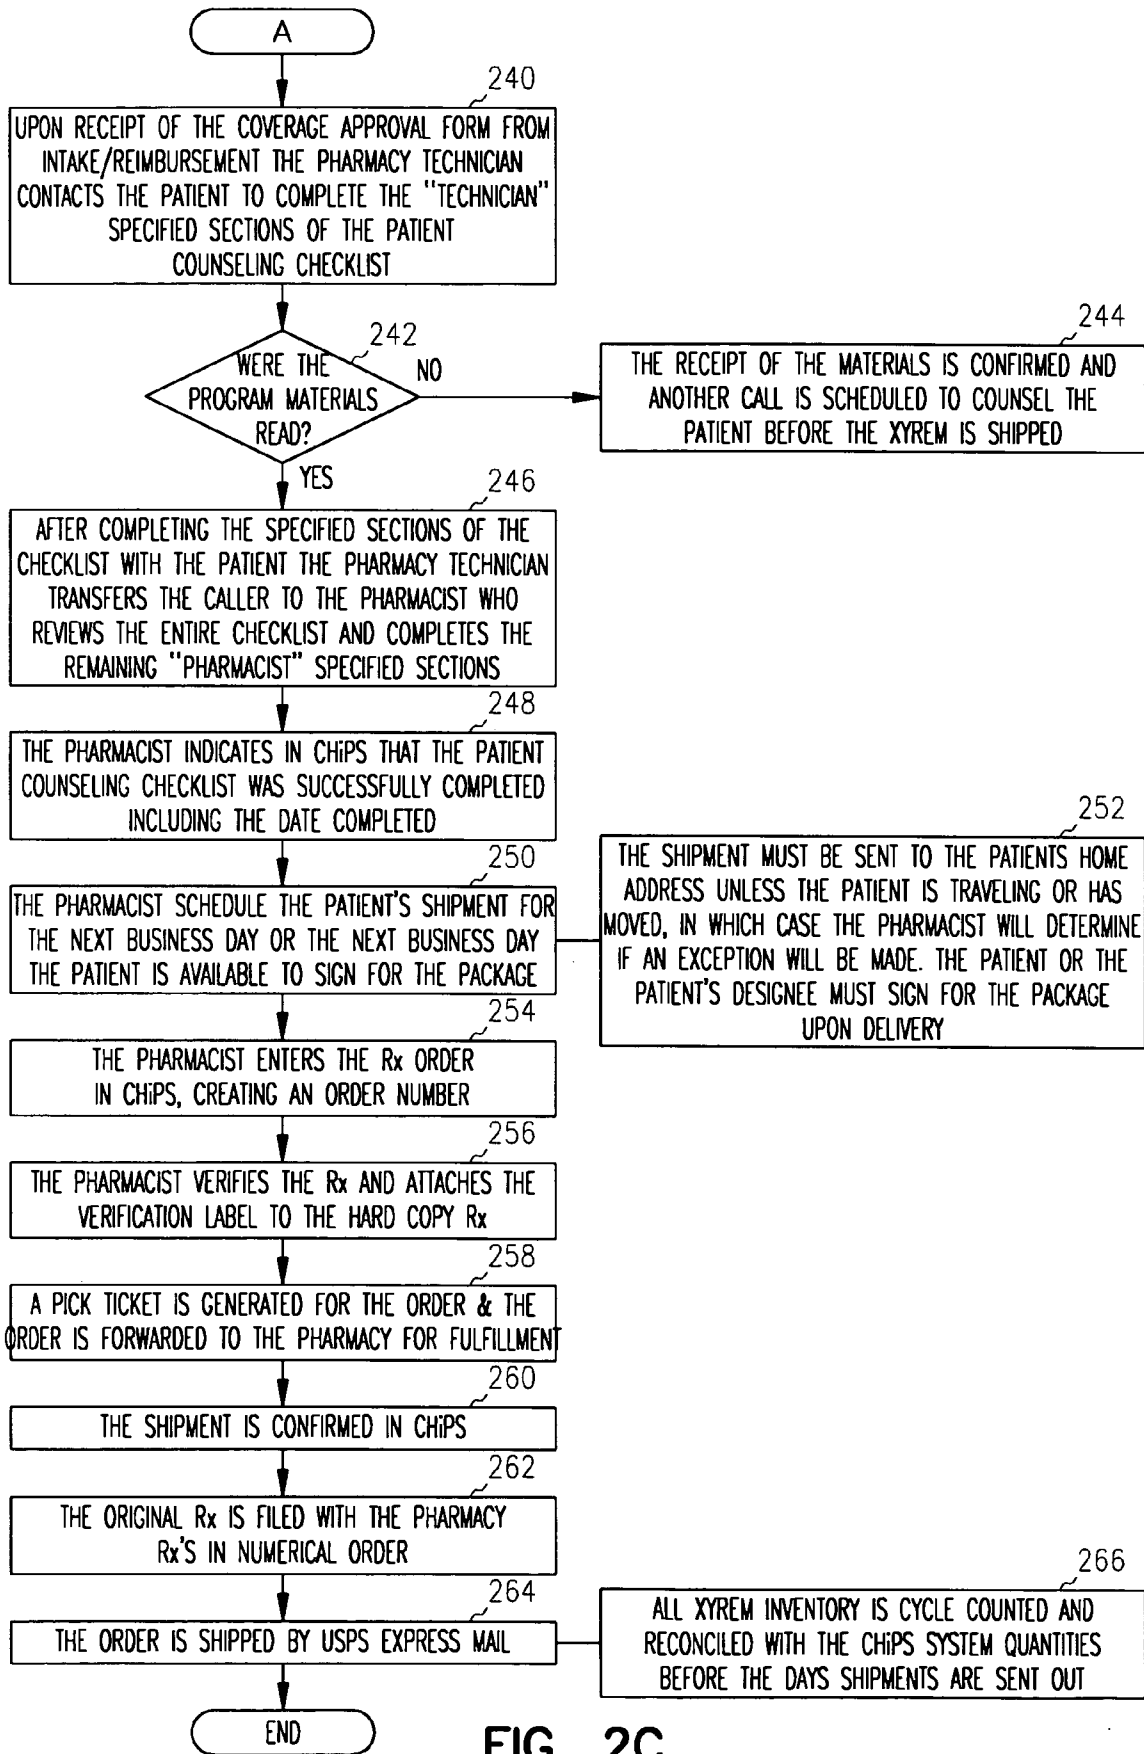 A
240
UPON RECEIPT OF THE COVERAGE APPROVAL FORM FROM
INTAKE/REIMBURSEMENT THE PHARMACY TECHNICIAN
CONTACTS THE PATIENT TO COMPLETE THE "TECHNICIAN"
SPECIFIED SECTIONS OF THE PATIENT
COUNSELING CHECKLIST
242
WERE THE
PROGRAM MATERIALS
READ?
NO
YES
244
THE RECEIPT OF THE MATERIALS IS CONFIRMED AND
ANOTHER CALL IS SCHEDULED TO COUNSEL THE
PATIENT BEFORE THE XYREM IS SHIPPED
246
AFTER COMPLETING THE SPECIFIED SECTIONS OF THE
CHECKLIST WITH THE PATIENT THE PHARMACY TECHNICIAN
TRANSFERS THE CALLER TO THE PHARMACIST WHO
REVIEWS THE ENTIRE CHECKLIST AND COMPLETES THE
REMAINING "PHARMACIST" SPECIFIED SECTIONS
248
THE PHARMACIST INDICATES IN CHiPS THAT THE PATIENT
COUNSELING CHECKLIST WAS SUCCESSFULLY COMPLETED
INCLUDING THE DATE COMPLETED
250
THE PHARMACIST SCHEDULE THE PATIENT'S SHIPMENT FOR
THE NEXT BUSINESS DAY OR THE NEXT BUSINESS DAY
THE PATIENT IS AVAILABLE TO SIGN FOR THE PACKAGE
252
THE SHIPMENT MUST BE SENT TO THE PATIENTS HOME
ADDRESS UNLESS THE PATIENT IS TRAVELING OR HAS
MOVED, IN WHICH CASE THE PHARMACIST WILL DETERMINE
IF AN EXCEPTION WILL BE MADE. THE PATIENT OR THE
PATIENT'S DESIGNEE MUST SIGN FOR THE PACKAGE
UPON DELIVERY
254
THE PHARMACIST ENTERS THE Rx ORDER
IN CHiPS, CREATING AN ORDER NUMBER
256
THE PHARMACIST VERIFIES THE Rx AND ATTACHES THE
VERIFICATION LABEL TO THE HARD COPY Rx
258
A PICK TICKET IS GENERATED FOR THE ORDER & THE
ORDER IS FORWARDED TO THE PHARMACY FOR FULFILLMENT
260
THE SHIPMENT IS CONFIRMED IN CHiPS
262
THE ORIGINAL Rx IS FILED WITH THE PHARMACY
Rx'S IN NUMERICAL ORDER
264
THE ORDER IS SHIPPED BY USPS EXPRESS MAIL
266
ALL XYREM INVENTORY IS CYCLE COUNTED AND
RECONCILED WITH THE CHiPS SYSTEM QUANTITIES
BEFORE THE DAYS SHIPMENTS ARE SENT OUT
END
FIG. 2C